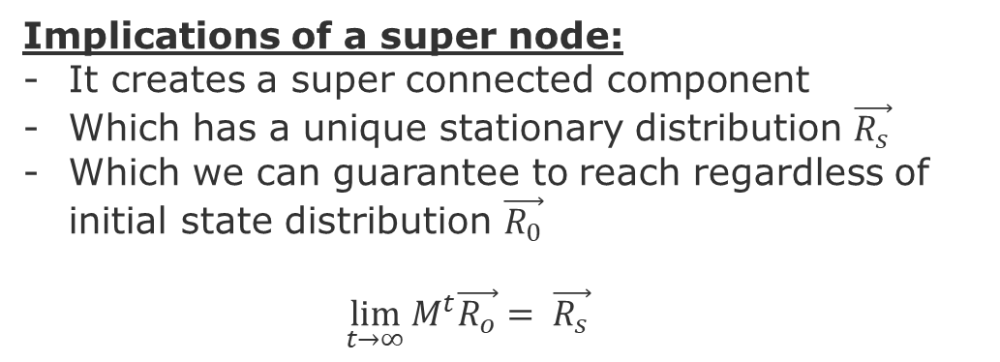 Implications of a super node:
- It creates a super connected component
- Which has a unique stationary distribution $\overrightarrow{R_s}$
- Which we can guarantee to reach regardless of
initial state distribution $\overrightarrow{R_0}$
$\lim_{t \to \infty} M^t \overrightarrow{R_o} = \overrightarrow{R_s}$